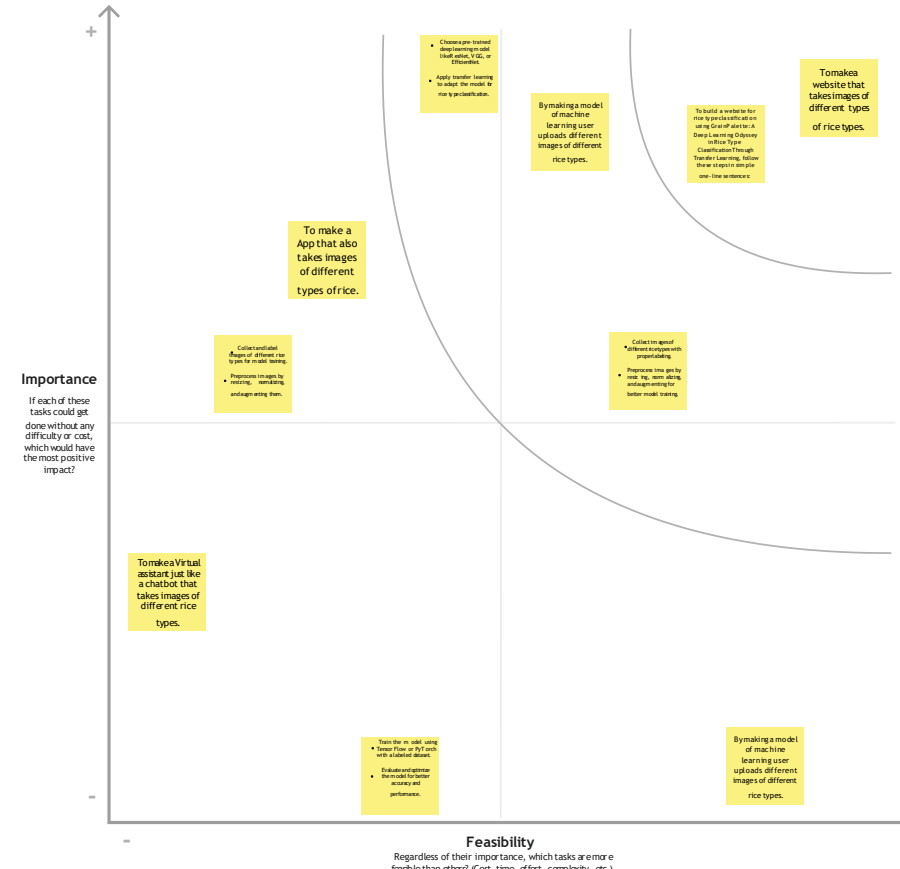 +
• Choose a pre-trained
deep learning model
like ResNet, VGG, or
EfficientNet.
• Apply transfer learning
to adapt the model for
rice type classification.
By making a model
of machine
learning user
uploads different
images of different
rice types.
To build a website for
rice type classification
using GrainPalette: A
Deep Learning Odyssey
in Rice Type
Classification Through
Transfer Learning, follow
these steps in simple
one-line sentences:
To make a
website that
takes images of
different types
of rice types.
To make a
App that also
takes images
of different
types of rice.
• Collect and label
images of different rice
types for model training.
• Preprocess images by
resizing, normalizing,
and augmenting them.
• Collect images of
different rice types with
proper labeling.
• Preprocess images by
resizing, normalizing,
and augmenting for
better model training.
Importance
If each of these
tasks could get
done without any
difficulty or cost,
which would have
the most positive
impact?
To make a Virtual
assistant just like
a chatbot that
takes images of
different rice
types.
• Train the model using
TensorFlow or PyTorch
with a labeled dataset.
• Evaluate and optimize
the model for better
accuracy and
performance.
By making a model
of machine
learning user
uploads different
images of different
rice types.
-
-
Feasibility
Regardless of their importance, which tasks are more
feasible than others? (Cost, time, effort, complexity, etc.)